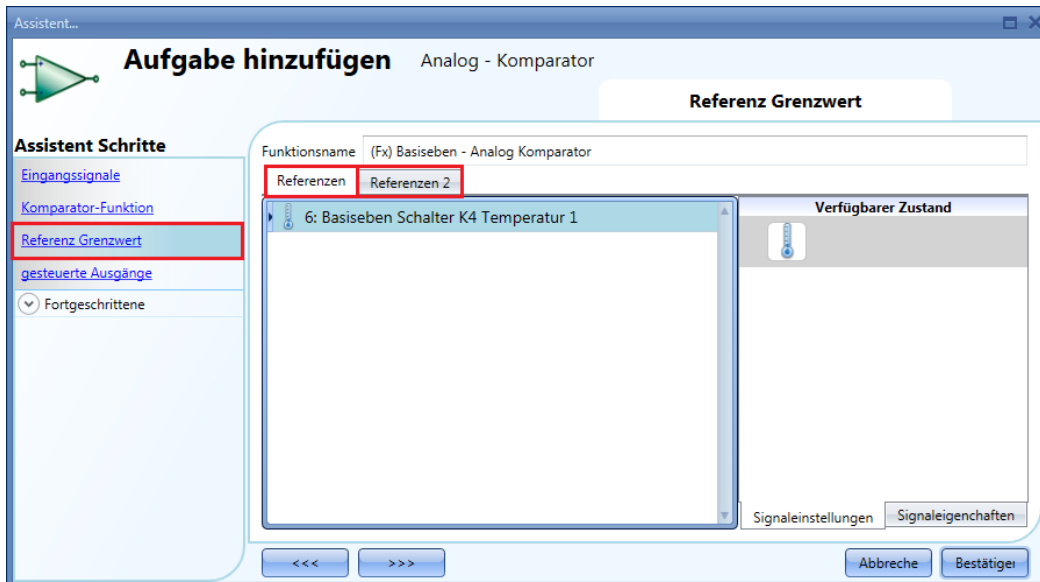 Assistent...
Aufgabe hinzufügen Analog - Komparator
Referenz Grenzwert
Assistent Schritte
Eingangssignale
Komparator-Funktion
Referenz Grenzwert
gesteuerte Ausgänge
Fortgeschrittene
Funktionsname (Fx) Basiseben - Analog Komparator
Referenzen Referenzen 2
6: Basiseben Schalter K4 Temperatur 1
Verfügbarer Zustand
Signaleinstellungen Signaleigenchaften
<<< >>> Abbreche Bestätiger